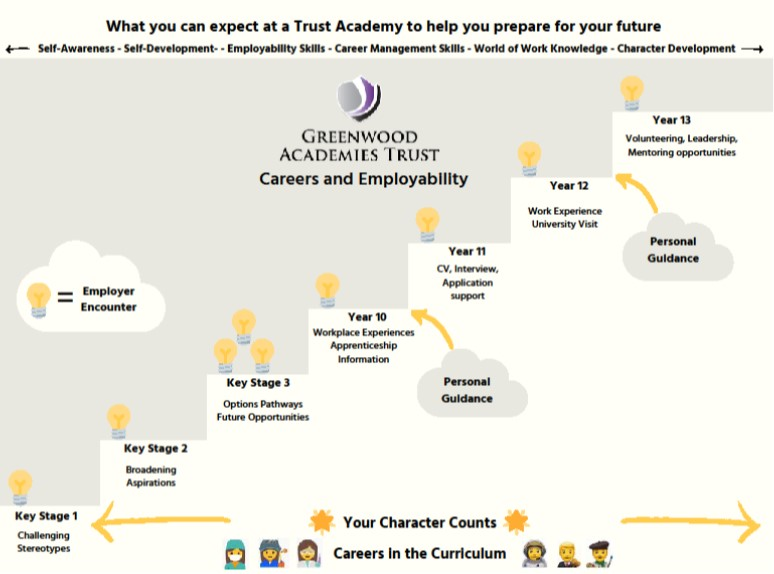 What you can expect at a Trust Academy to help you prepare for your future
Self-Awareness - Self-Development- - Employability Skills - Career Management Skills - World of Work Knowledge - Character Development
GREENWOOD
ACADEMIES TRUST
Careers and Employability
Year 13
Volunteering, Leadership,
Mentoring opportunities
Year 12
Work Experience
University Visit
Personal
Guidance
Year 11
CV, Interview,
Application
support
= Employer
Encounter
Year 10
Workplace Experiences
Apprenticeship
Information
Personal
Guidance
Key Stage 3
Options Pathways
Future Opportunities
Key Stage 2
Broadening
Aspirations
Key Stage 1
Challenging
Stereotypes
Your Character Counts
Careers in the Curriculum